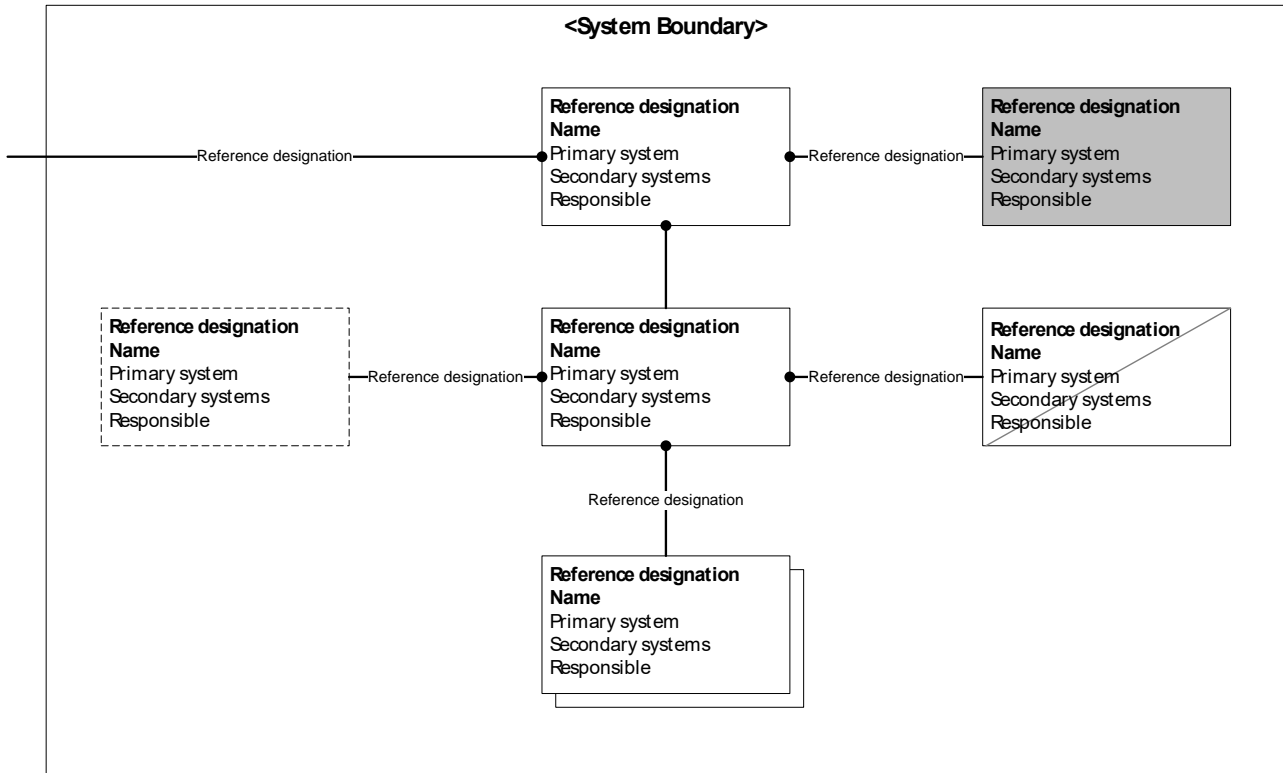 <System Boundary>
Reference designation
Name
Primary system
Secondary systems
Responsible
Reference designation
Name
Primary system
Secondary systems
Responsible
Reference designation
Reference designation
Reference designation
Name
Primary system
Secondary systems
Responsible
Reference designation
Name
Primary system
Secondary systems
Responsible
Reference designation
Name
Primary system
Secondary systems
Responsible
Reference designation
Reference designation
Reference designation
Reference designation
Name
Primary system
Secondary systems
Responsible